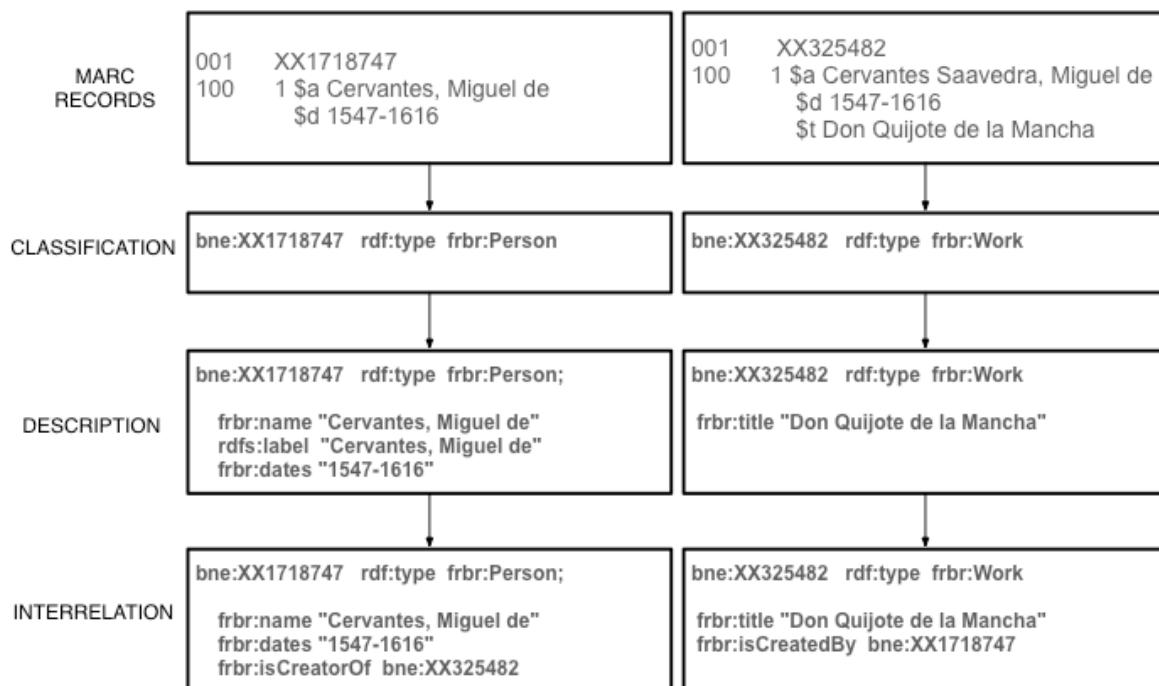 MARC
RECORDS
001 XX1718747
100 1 $a Cervantes, Miguel de
$d 1547-1616
001 XX325482
100 1 $a Cervantes Saavedra, Miguel de
$d 1547-1616
$t Don Quijote de la Mancha
CLASSIFICATION
bne:XX1718747 rdf:type frbr:Person
bne:XX325482 rdf:type frbr:Work
DESCRIPTION
bne:XX1718747 rdf:type frbr:Person;
frbr:name "Cervantes, Miguel de"
rdfs:label "Cervantes, Miguel de"
frbr:dates "1547-1616"
bne:XX325482 rdf:type frbr:Work
frbr:title "Don Quijote de la Mancha"
INTERRELATION
bne:XX1718747 rdf:type frbr:Person;
frbr:name "Cervantes, Miguel de"
frbr:dates "1547-1616"
frbr:isCreatorOf bne:XX325482
bne:XX325482 rdf:type frbr:Work
frbr:title "Don Quijote de la Mancha"
frbr:isCreatedBy bne:XX1718747